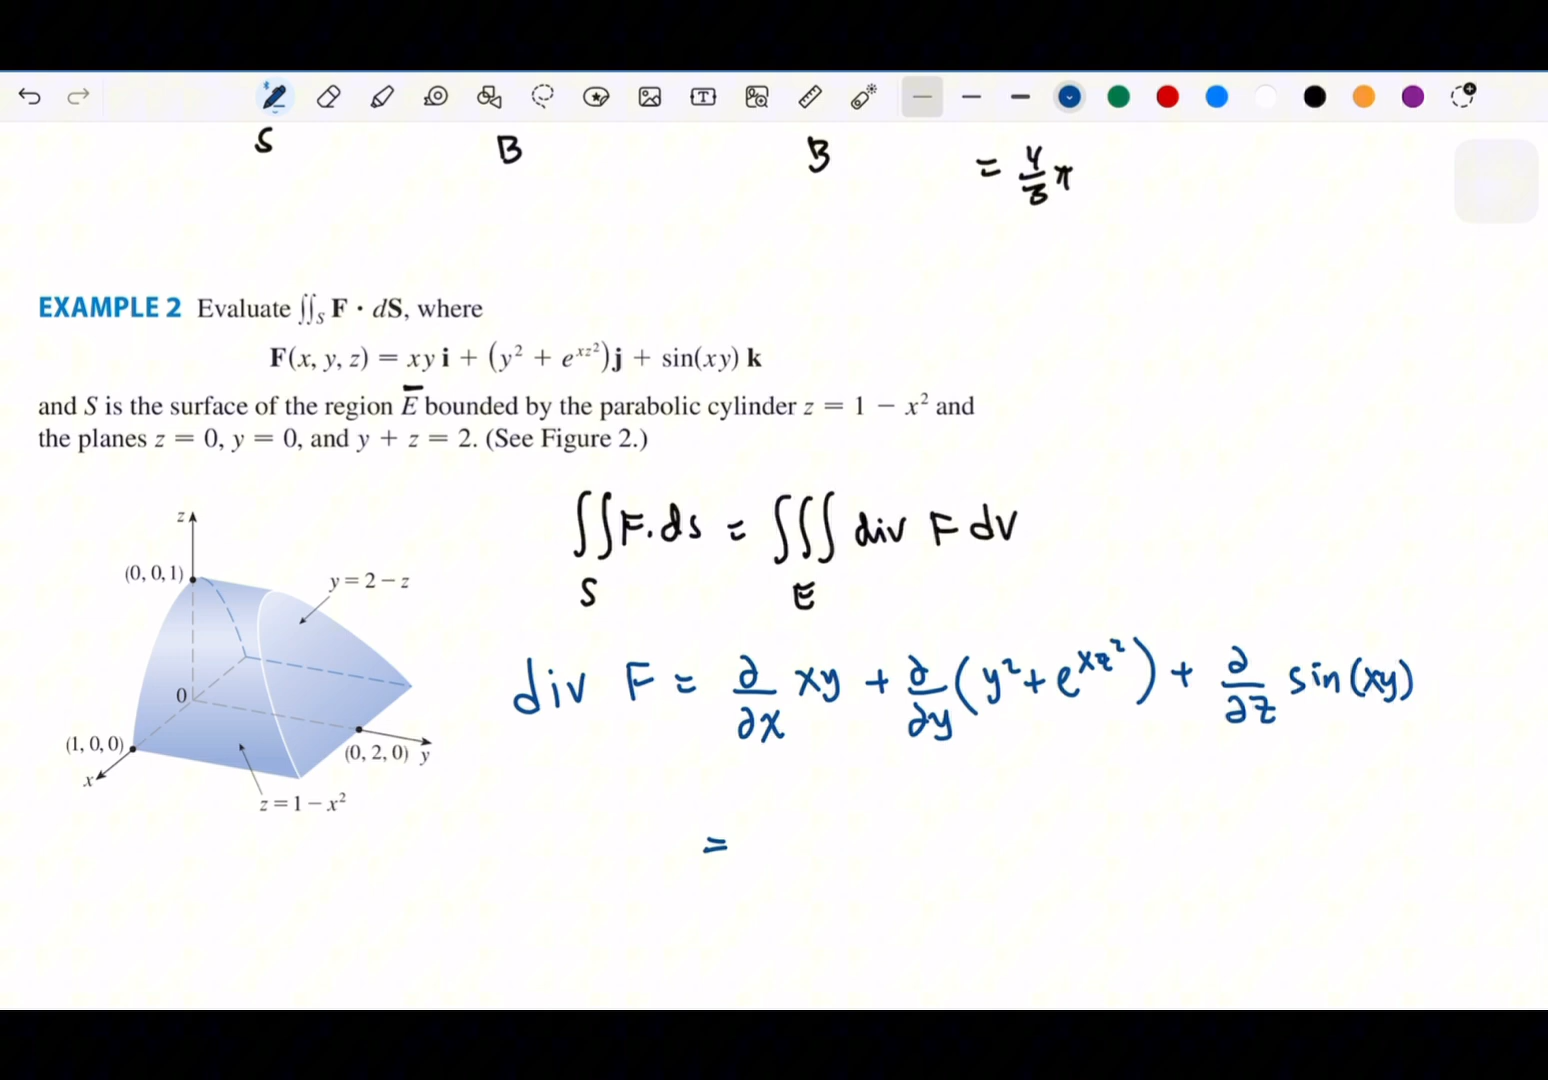 S B B = 4/3 π
EXAMPLE 2 Evaluate ∬_S F · dS, where
F(x, y, z) = xy i + (y² + e^{xz²}) j + sin(xy) k
and S is the surface of the region E bounded by the parabolic cylinder z = 1 − x² and
the planes z = 0, y = 0, and y + z = 2. (See Figure 2.)
∬_S F · ds = ∭_E div F dV
div F = ∂/∂x xy + ∂/∂y (y² + e^{xz²}) + ∂/∂z sin(xy)
=
z
(0, 0, 1)
y = 2 − z
0
(1, 0, 0)
x
(0, 2, 0) y
z = 1 − x²